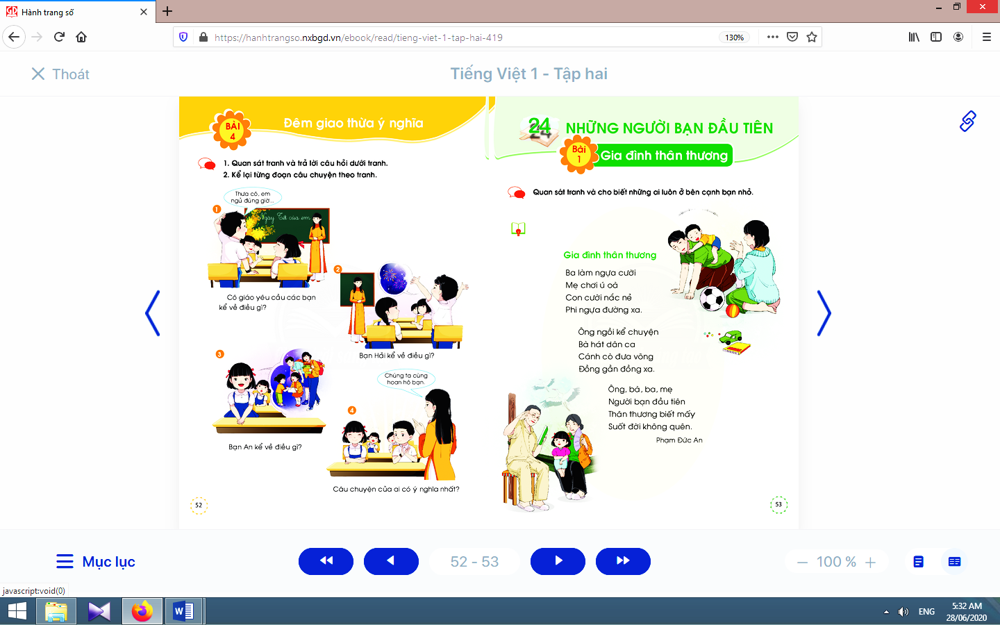 Hành trang số
https://hanhtrangso.nxbgd.vn/ebook/read/tieng-viet-1-tap-hai-419
130%
Thoát
Tiếng Việt 1 - Tập hai
BÀI
4
Đêm giao thừa ý nghĩa
1. Quan sát tranh và trả lời câu hỏi dưới tranh.
2. Kể lại từng đoạn câu chuyện theo tranh.
Thưa cô, em
ngủ đúng giờ...
1
Ngày Tết của em
Cô giáo yêu cầu các bạn
kể về điều gì?
2
Bạn Hải kể về điều gì?
3
Bạn An kể về điều gì?
Chúng ta cùng
hoan hô bạn.
4
Câu chuyện của ai có ý nghĩa nhất?
52
24
NHỮNG NGƯỜI BẠN ĐẦU TIÊN
Bài
1
Gia đình thân thương
Quan sát tranh và cho biết những ai luôn ở bên cạnh bạn nhỏ.
Gia đình thân thương
Ba làm ngựa cưỡi
Mẹ chơi ú oà
Con cười nắc nẻ
Phi ngựa đường xa.
Ông ngồi kể chuyện
Bà hát dân ca
Cánh cò đưa võng
Đồng gần đồng xa.
Ông, bà, ba, mẹ
Người bạn đầu tiên
Thân thương biết mấy
Suốt đời không quên.
Phạm Đức An
53
Mục lục
52 - 53
100 %
javascript:void(0)
ENG
5:32 AM
28/06/2020